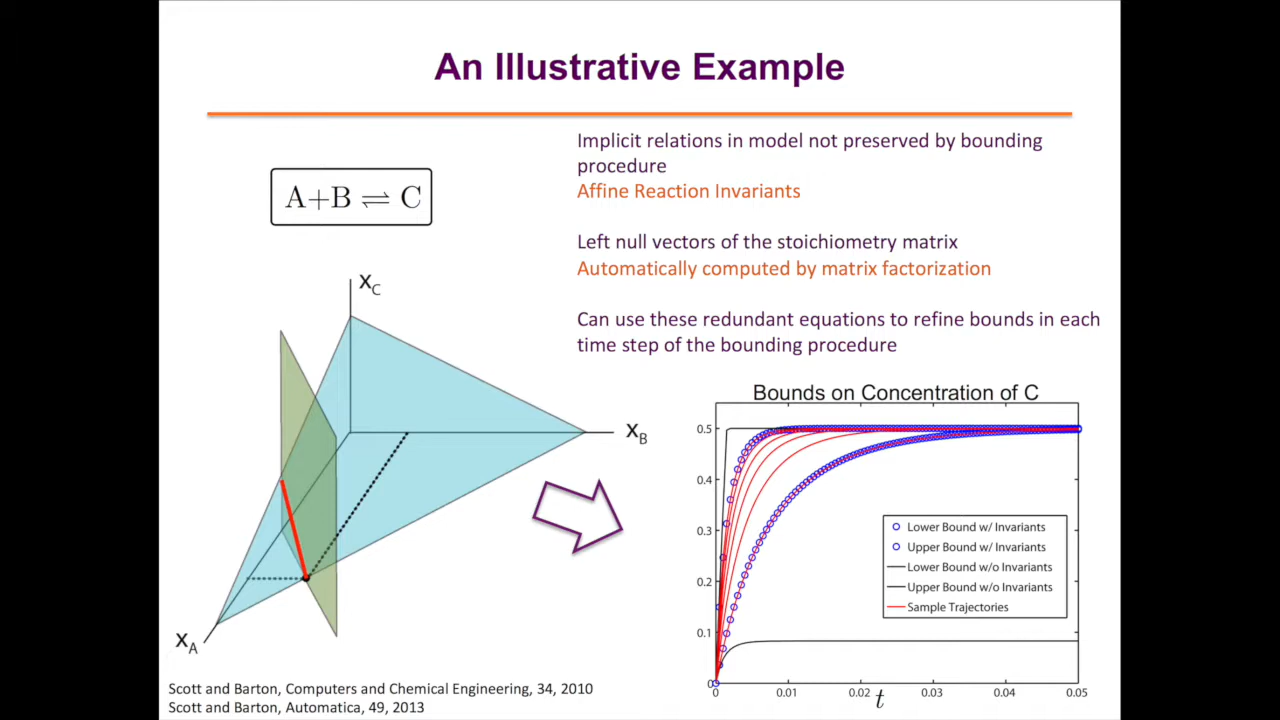 An Illustrative Example
A+B ⇌ C
Implicit relations in model not preserved by bounding
procedure
Affine Reaction Invariants
Left null vectors of the stoichiometry matrix
Automatically computed by matrix factorization
Can use these redundant equations to refine bounds in each
time step of the bounding procedure
x_C
x_B
x_A
Bounds on Concentration of C
0.5
0.4
0.3
0.2
0.1
0
0 0.01 0.02 0.03 0.04 0.05
t
Lower Bound w/ Invariants
Upper Bound w/ Invariants
Lower Bound w/o Invariants
Upper Bound w/o Invariants
Sample Trajectories
Scott and Barton, Computers and Chemical Engineering, 34, 2010
Scott and Barton, Automatica, 49, 2013